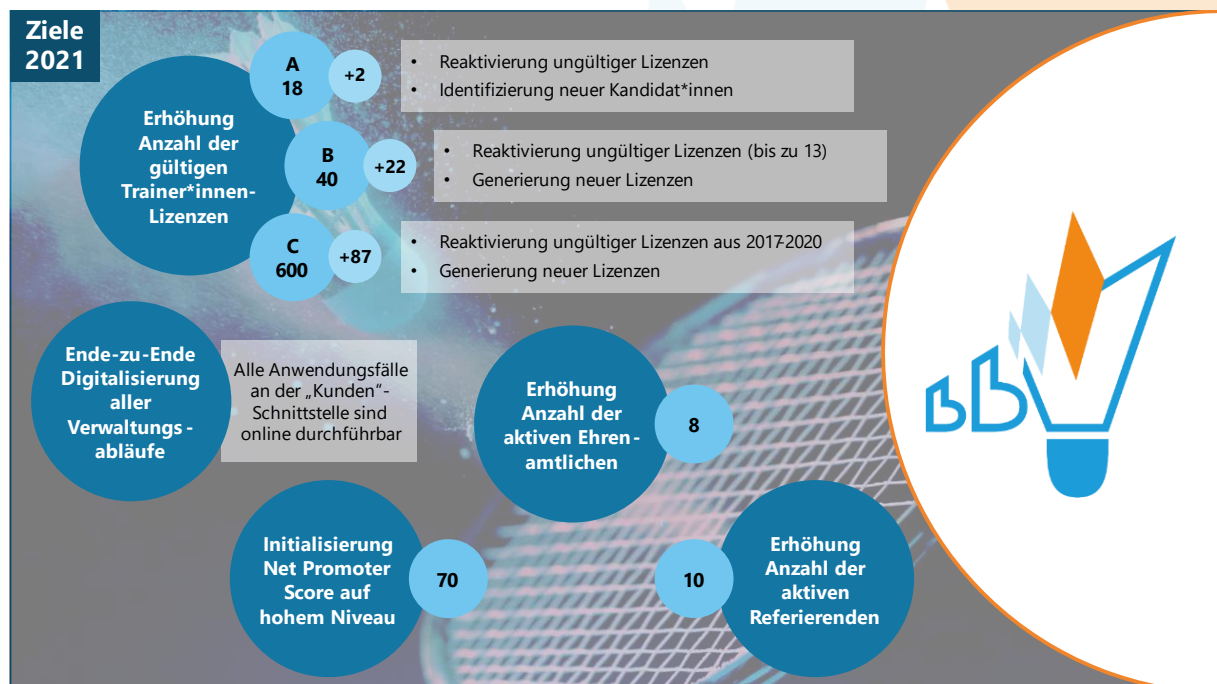 Ziele
2021
Erhöhung
Anzahl der
gültigen
Trainer*innen-
Lizenzen
A
18
+2
• Reaktivierung ungültiger Lizenzen
• Identifizierung neuer Kandidat*innen
B
40
+22
• Reaktivierung ungültiger Lizenzen (bis zu 13)
• Generierung neuer Lizenzen
C
600
+87
• Reaktivierung ungültiger Lizenzen aus 2017-2020
• Generierung neuer Lizenzen
Ende-zu-Ende
Digitalisierung
aller
Verwaltungs-
abläufe
Alle Anwendungsfälle
an der „Kunden“-
Schnittstelle sind
online durchführbar
Erhöhung
Anzahl der
aktiven Ehren-
amtlichen
8
Initialisierung
Net Promoter
Score auf
hohem Niveau
70
10
Erhöhung
Anzahl der
aktiven
Referierenden
BB